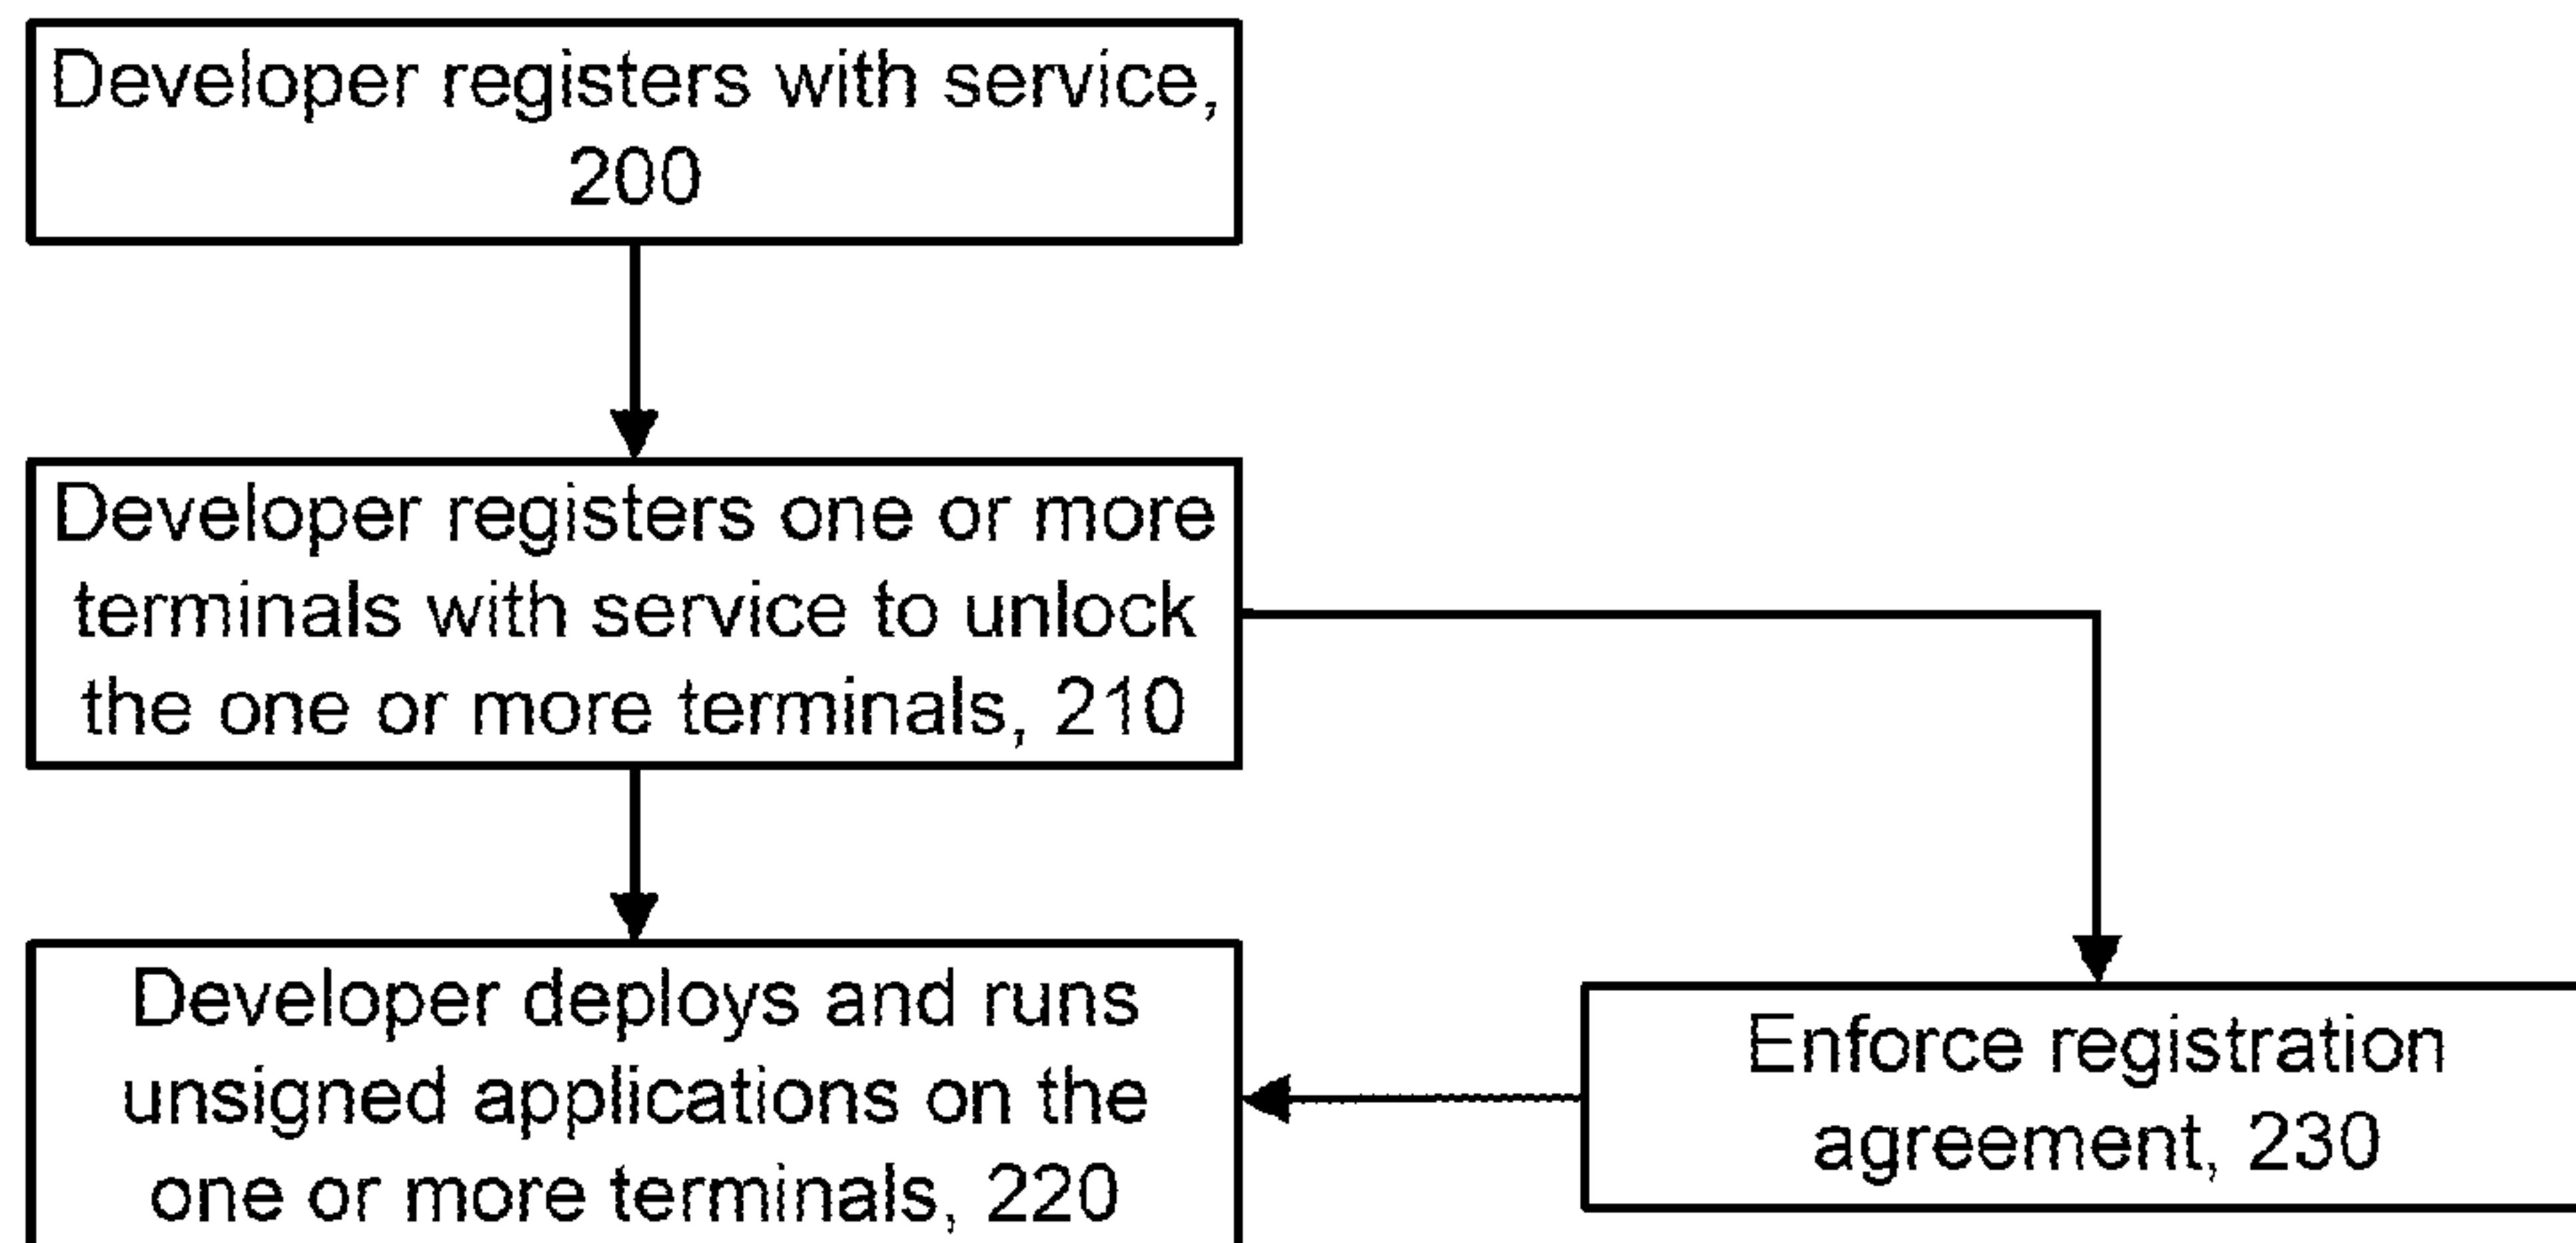 Developer registers with service,
200
Developer registers one or more
terminals with service to unlock
the one or more terminals, 210
Developer deploys and runs
unsigned applications on the
one or more terminals, 220
Enforce registration
agreement, 230